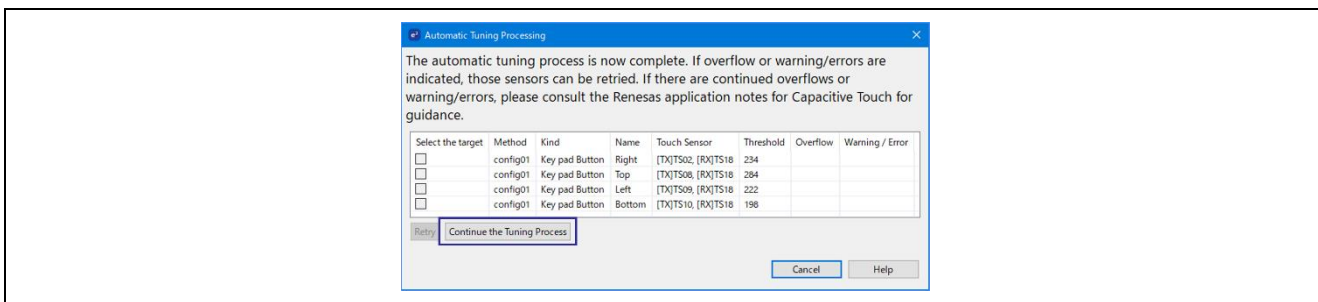 e² Automatic Tuning Processing
The automatic tuning process is now complete. If overflow or warning/errors are
indicated, those sensors can be retried. If there are continued overflows or
warning/errors, please consult the Renesas application notes for Capacitive Touch for
guidance.
Select the target Method Kind Name Touch Sensor Threshold Overflow Warning / Error
config01 Key pad Button Right [TX]TS02, [RX]TS18 234
config01 Key pad Button Top [TX]TS08, [RX]TS18 284
config01 Key pad Button Left [TX]TS09, [RX]TS18 222
config01 Key pad Button Bottom [TX]TS10, [RX]TS18 198
Retry Continue the Tuning Process
Cancel Help